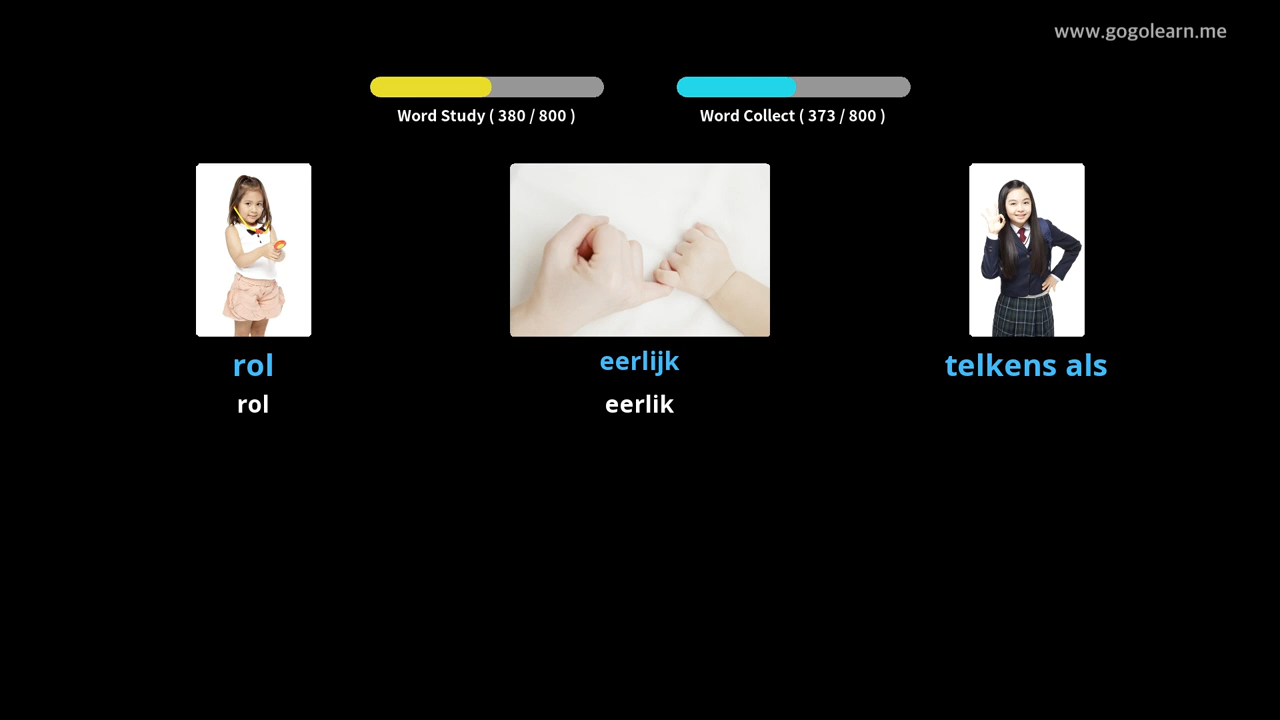 www.gogolearn.me
Word Study ( 380 / 800 )
Word Collect ( 373 / 800 )
rol
eerlijk
telkens als
rol
eerlik